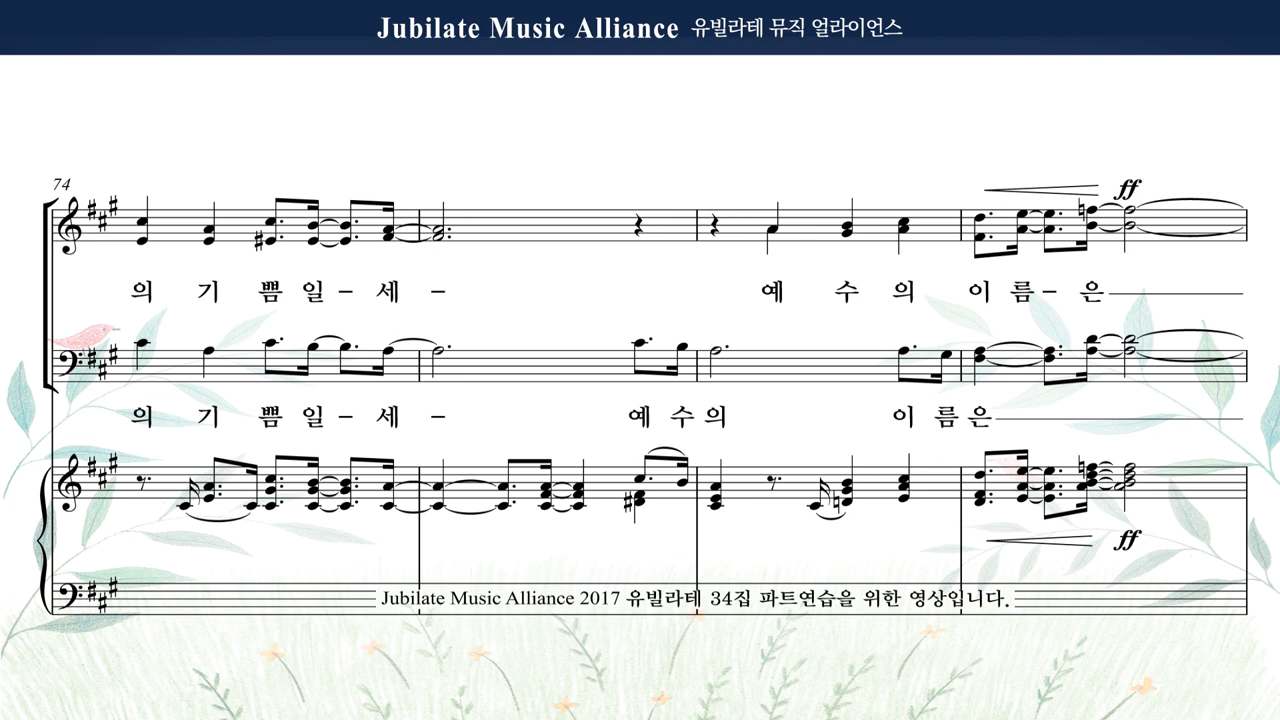 Jubilate Music Alliance 유빌라테 뮤직 얼라이언스
74
ff
의 기 쁨 일 - 세 - 예 수 의 이 름 - 은
의 기 쁨 일 - 세 - 예 수 의 이 름 은
ff
Jubilate Music Alliance 2017 유빌라테 34집 파트연습을 위한 영상입니다.